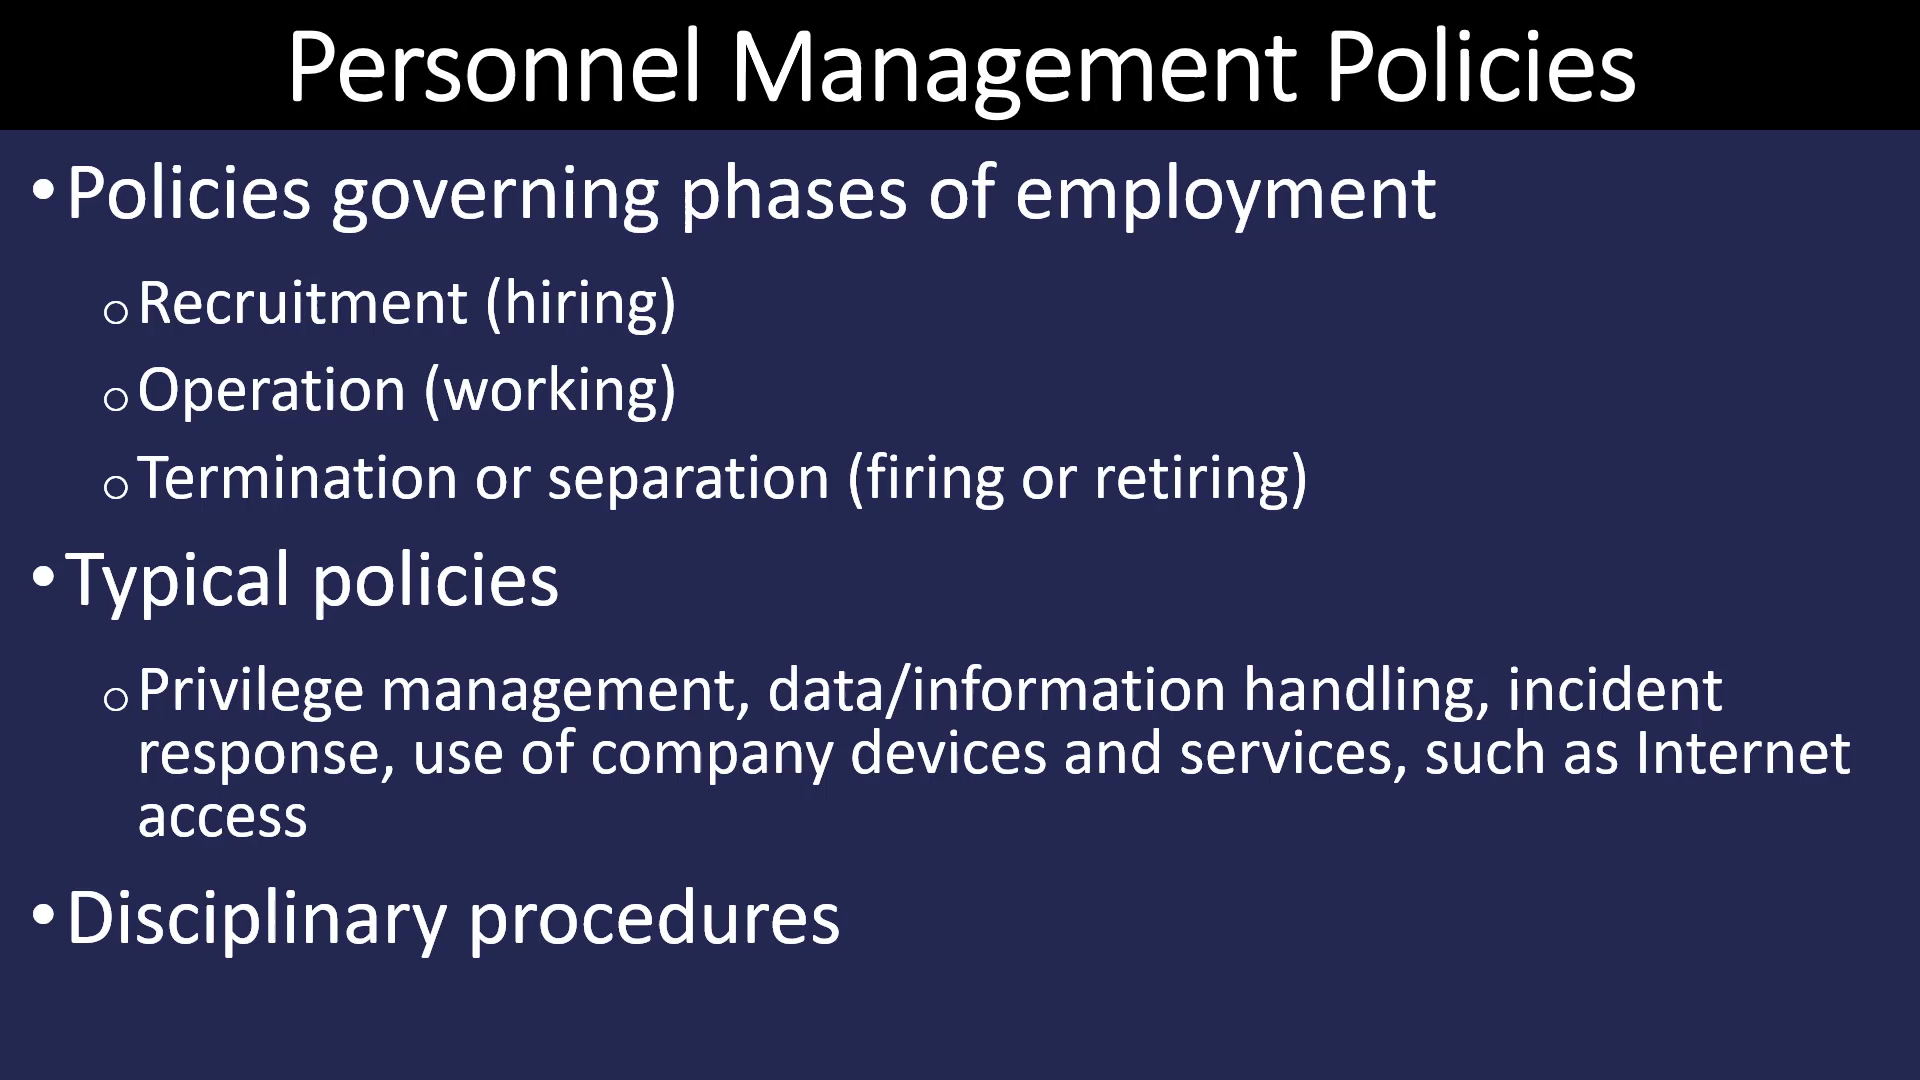 Personnel Management Policies
•Policies governing phases of employment
oRecruitment (hiring)
oOperation (working)
oTermination or separation (firing or retiring)
•Typical policies
oPrivilege management, data/information handling, incident
response, use of company devices and services, such as Internet
access
•Disciplinary procedures